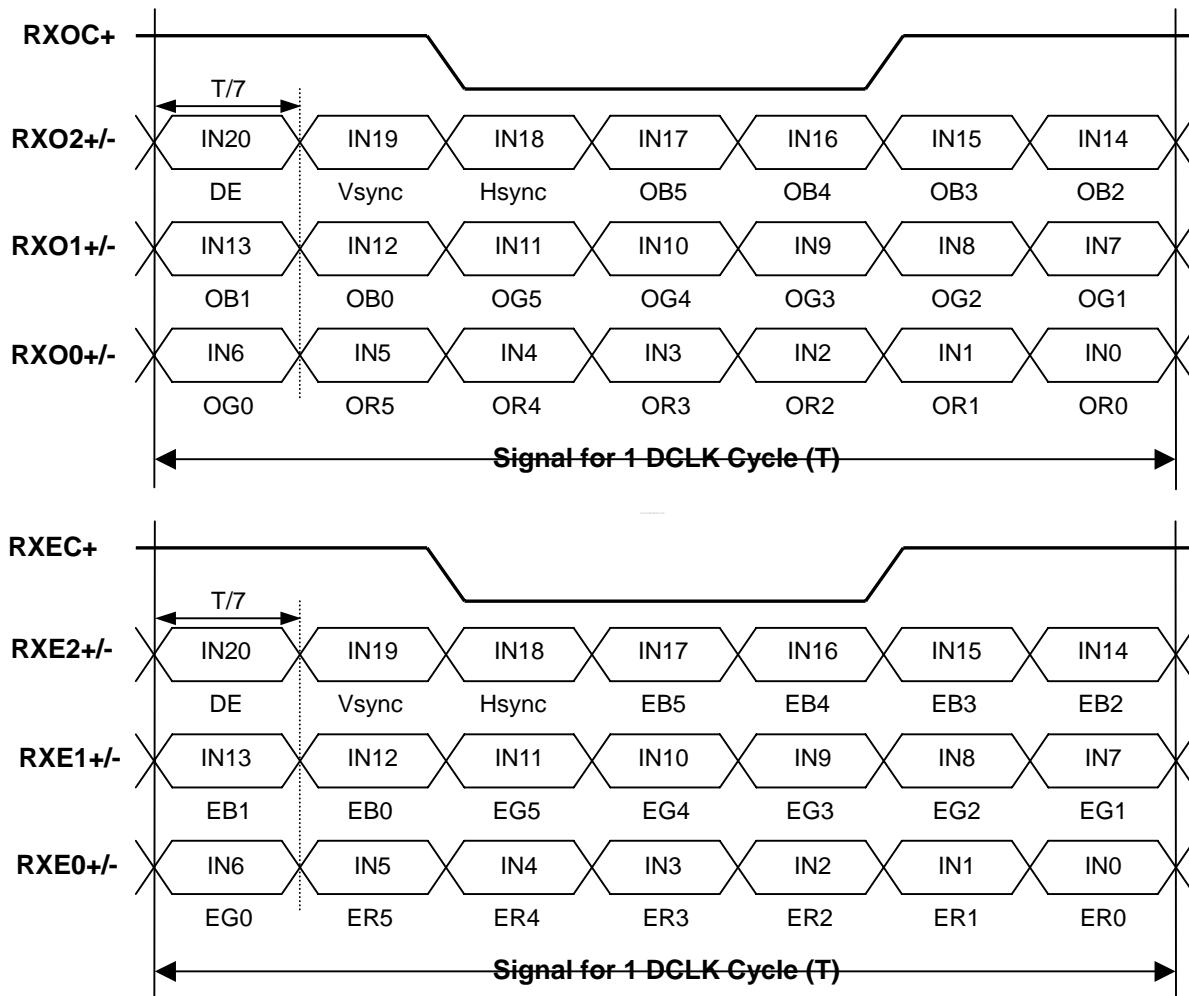 RXOC+
T/7
RXO2+/- IN20 IN19 IN18 IN17 IN16 IN15 IN14
DE Vsync Hsync OB5 OB4 OB3 OB2
RXO1+/- IN13 IN12 IN11 IN10 IN9 IN8 IN7
OB1 OB0 OG5 OG4 OG3 OG2 OG1
RXO0+/- IN6 IN5 IN4 IN3 IN2 IN1 IN0
OG0 OR5 OR4 OR3 OR2 OR1 OR0
Signal for 1 DCLK Cycle (T)
RXEC+
T/7
RXE2+/- IN20 IN19 IN18 IN17 IN16 IN15 IN14
DE Vsync Hsync EB5 EB4 EB3 EB2
RXE1+/- IN13 IN12 IN11 IN10 IN9 IN8 IN7
EB1 EB0 EG5 EG4 EG3 EG2 EG1
RXE0+/- IN6 IN5 IN4 IN3 IN2 IN1 IN0
EG0 ER5 ER4 ER3 ER2 ER1 ER0
Signal for 1 DCLK Cycle (T)